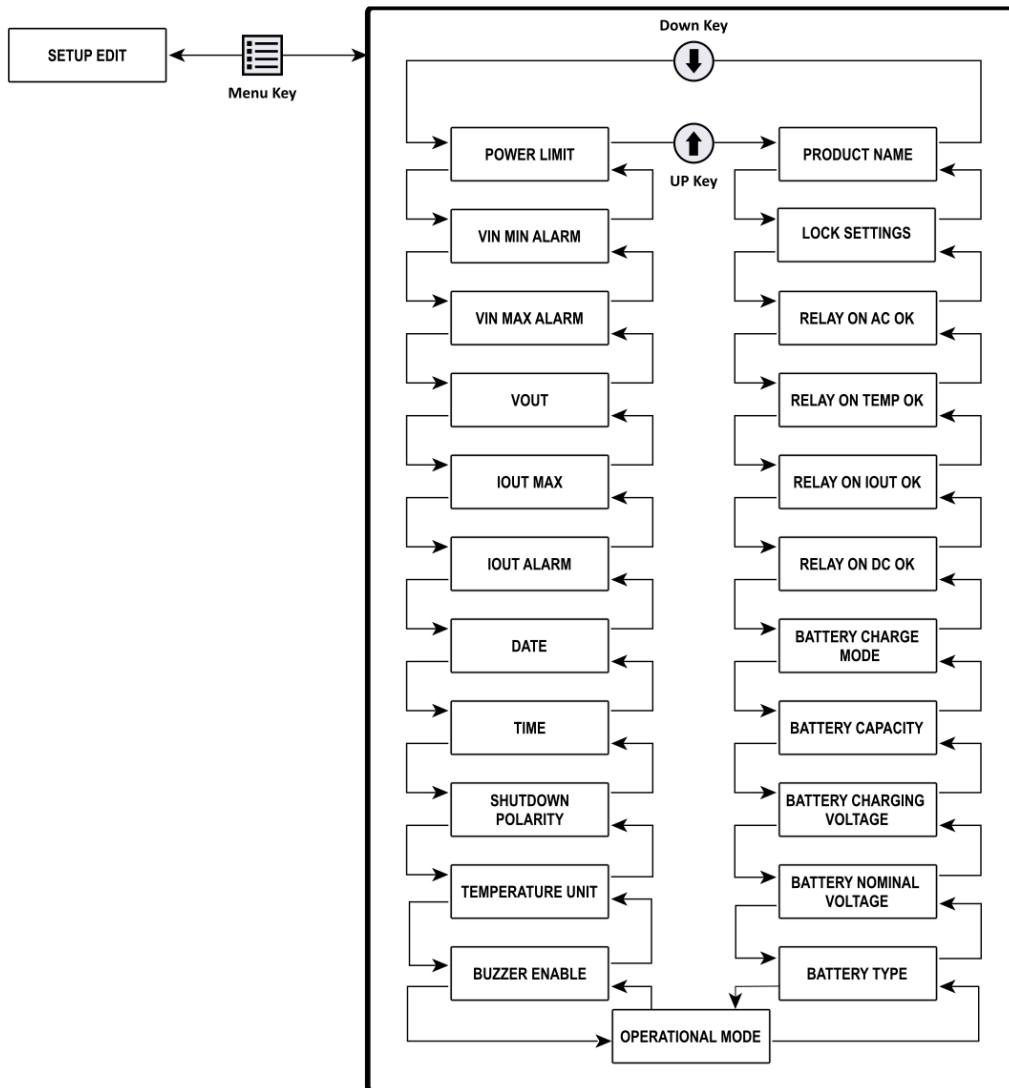 Down Key
SETUP EDIT
Menu Key
POWER LIMIT
UP Key
PRODUCT NAME
VIN MIN ALARM
LOCK SETTINGS
VIN MAX ALARM
RELAY ON AC OK
VOUT
RELAY ON TEMP OK
IOUT MAX
RELAY ON IOUT OK
IOUT ALARM
RELAY ON DC OK
DATE
BATTERY CHARGE
MODE
TIME
BATTERY CAPACITY
SHUTDOWN
POLARITY
BATTERY CHARGING
VOLTAGE
TEMPERATURE UNIT
BATTERY NOMINAL
VOLTAGE
BUZZER ENABLE
BATTERY TYPE
OPERATIONAL MODE